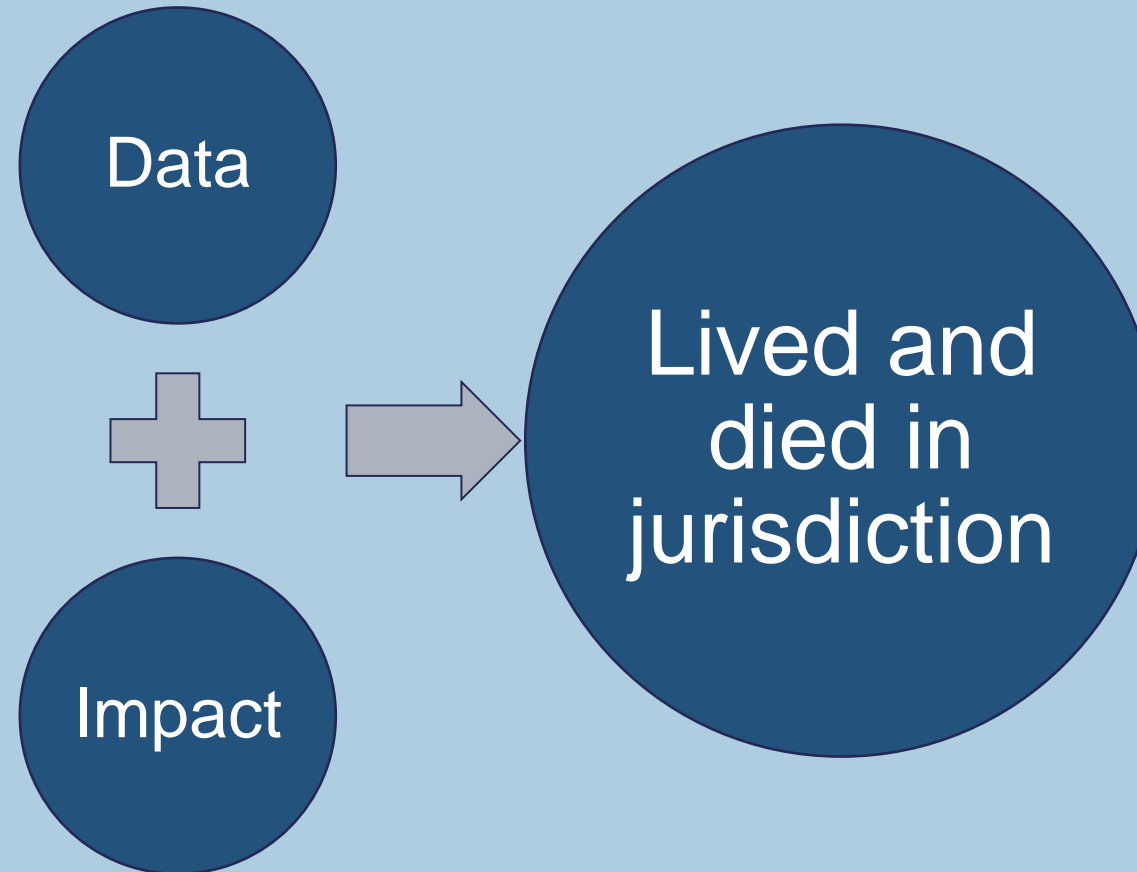 Data
Impact
Lived and
died in
jurisdiction